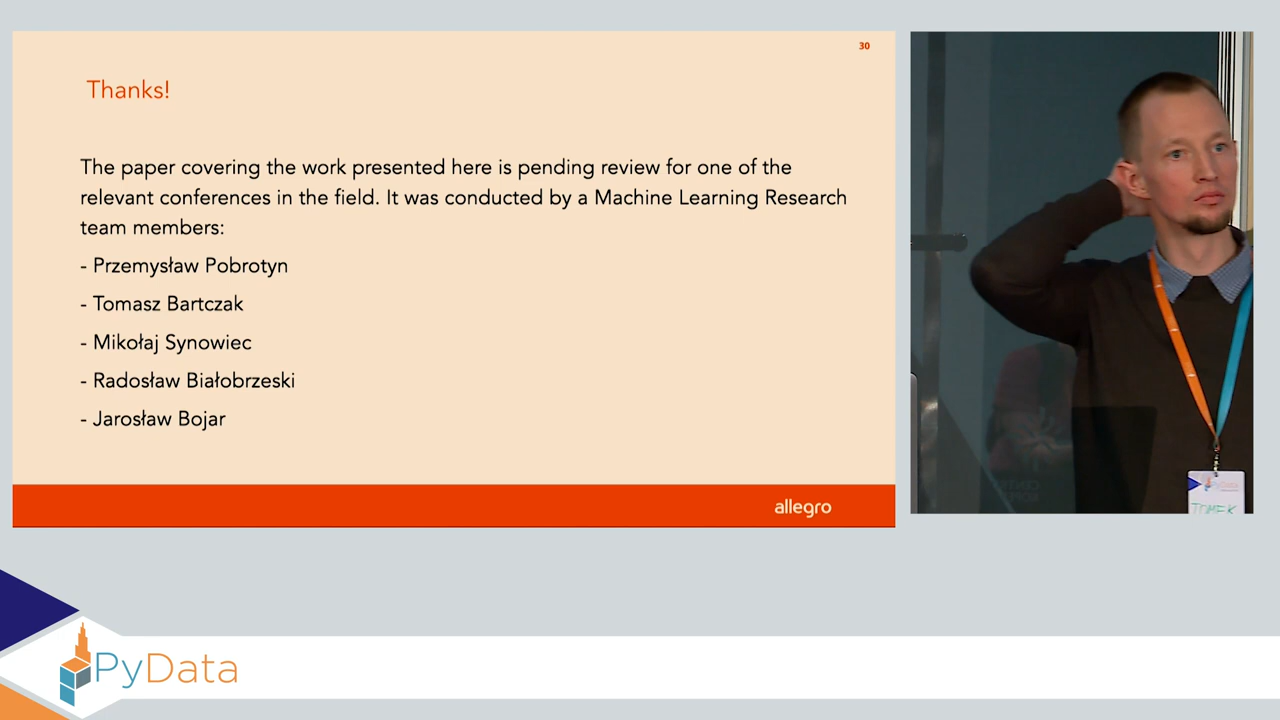 30
Thanks!
The paper covering the work presented here is pending review for one of the
relevant conferences in the field. It was conducted by a Machine Learning Research
team members:
- Przemysław Pobrotyn
- Tomasz Bartczak
- Mikołaj Synowiec
- Radosław Białobrzeski
- Jarosław Bojar
allegro
PyData
TOMEK
PyData